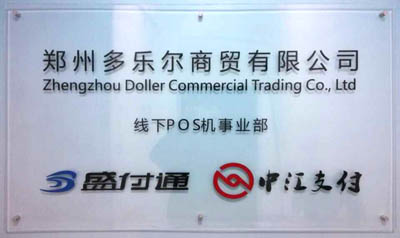 郑州多乐尔商贸有限公司
Zhengzhou Doller Commercial Trading Co., Ltd
线下POS机事业部
盛付通 中汇支付